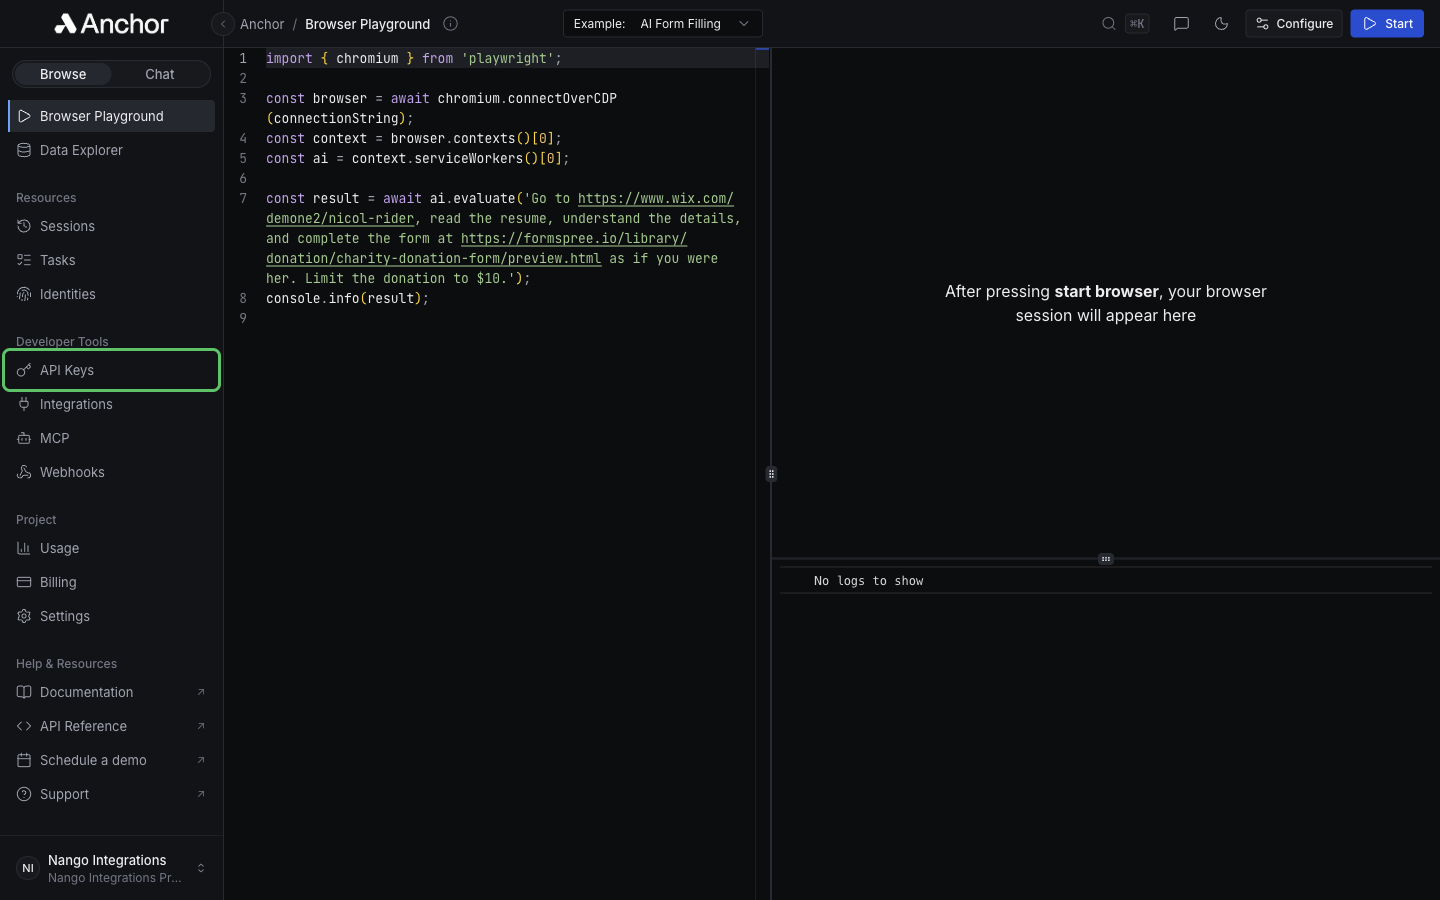 Anchor
Anchor / Browser Playground
Example: AI Form Filling
⌘K
Configure
Start
Browse
Chat
Browser Playground
Data Explorer
Resources
Sessions
Tasks
Identities
Developer Tools
API Keys
Integrations
MCP
Webhooks
Project
Usage
Billing
Settings
Help & Resources
Documentation
API Reference
Schedule a demo
Support
NI
Nango Integrations
Nango Integrations Pr...
1 import { chromium } from 'playwright';
2
3 const browser = await chromium.connectOverCDP
(connectionString);
4 const context = browser.contexts()[0];
5 const ai = context.serviceWorkers()[0];
6
7 const result = await ai.evaluate('Go to https://www.wix.com/
demone2/nicol-rider, read the resume, understand the details,
and complete the form at https://formspree.io/library/
donation/charity-donation-form/preview.html as if you were
her. Limit the donation to $10.');
8 console.info(result);
9
After pressing start browser, your browser
session will appear here
No logs to show